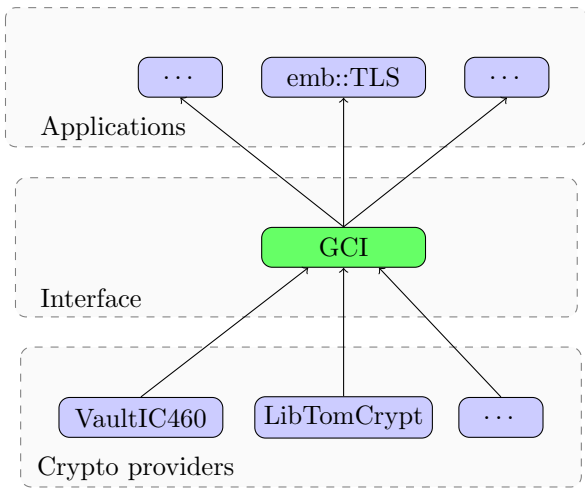 ··· emb::TLS ···
Applications
GCI
Interface
VaultIC460 LibTomCrypt ···
Crypto providers